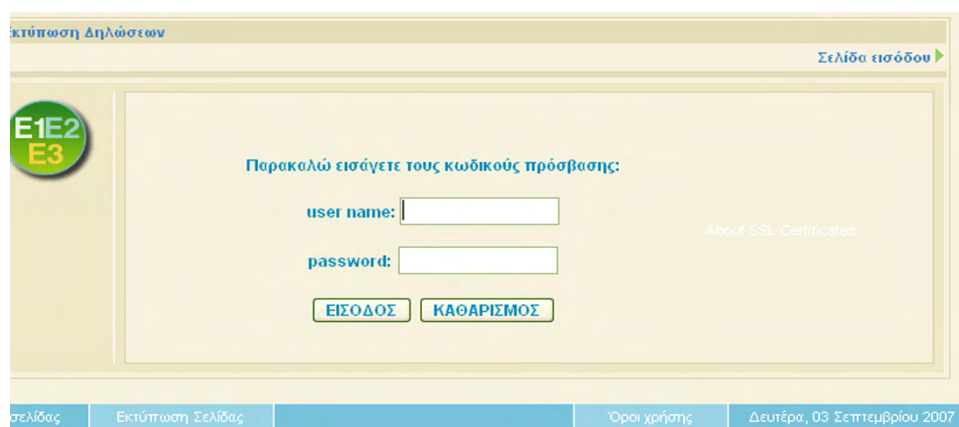 Εκτύπωση Δηλώσεων
Σελίδα εισόδου
E1E2
E3
Παρακαλώ εισάγετε τους κωδικούς πρόσβασης:
user name:
About SSL Certificates
password:
ΕΙΣΟΔΟΣ ΚΑΘΑΡΙΣΜΟΣ
σελίδας Εκτύπωση Σελίδας Όροι χρήσης Δευτέρα, 03 Σεπτεμβρίου 2007